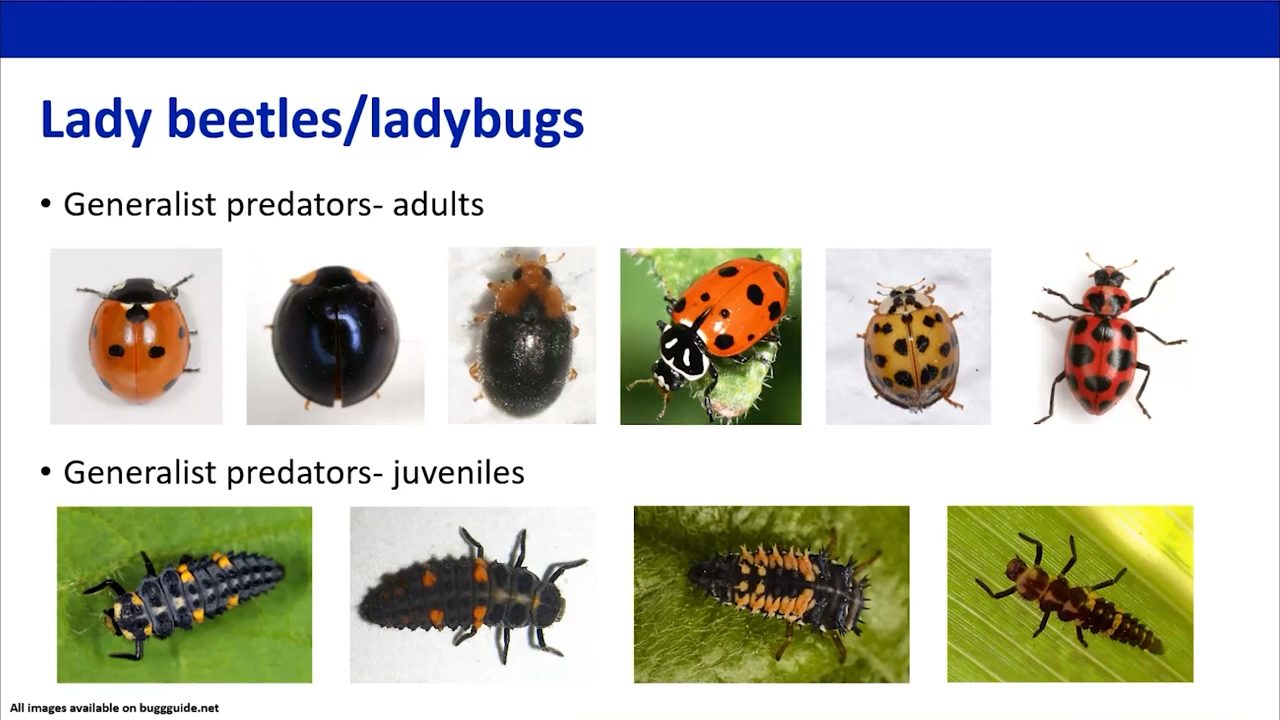 Lady beetles/ladybugs
• Generalist predators- adults
• Generalist predators- juveniles
All images available on buggguide.net